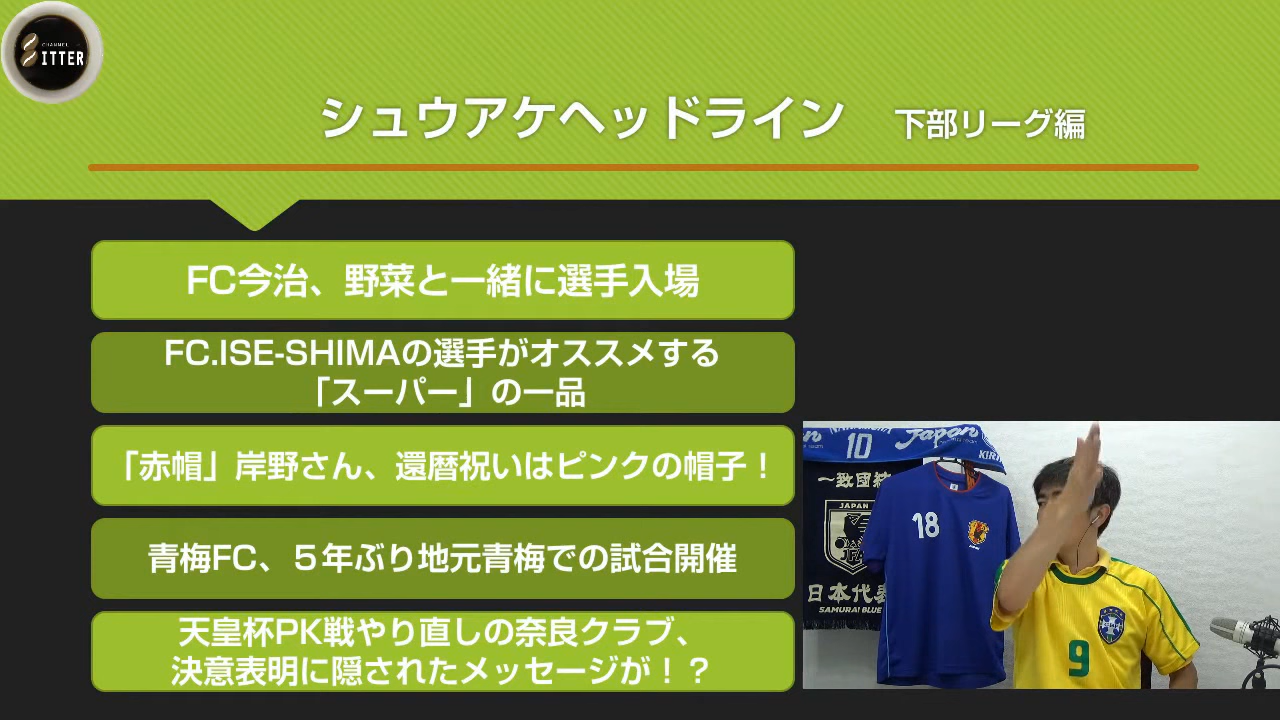 CHANNEL
BITTER
シュウアケヘッドライン 下部リーグ編
FC今治、野菜と一緒に選手入場
FC.ISE-SHIMAの選手がオススメする
「スーパー」の一品
「赤帽」岸野さん、還暦祝いはピンクの帽子！
青梅FC、５年ぶり地元青梅での試合開催
天皇杯PK戦やり直しの奈良クラブ、
決意表明に隠されたメッセージが！？
10
Japan
KIRI
一致団結
JAPAN
日本代表
SAMURAI BLUE
18
9